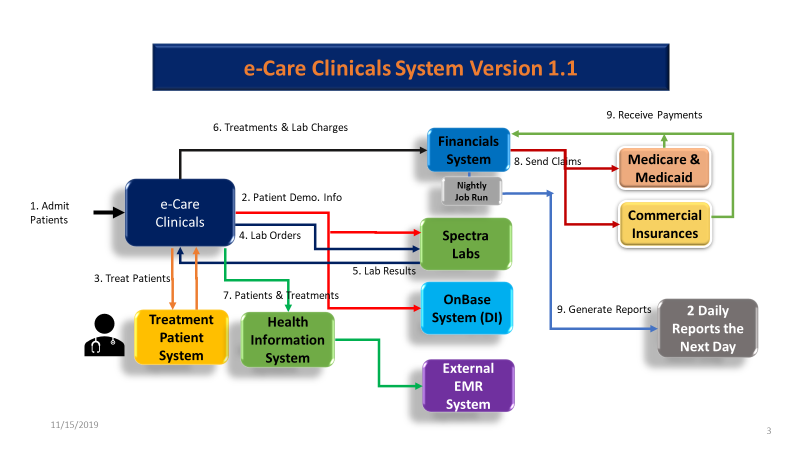 e-Care Clinicals System Version 1.1
9. Receive Payments
6. Treatments & Lab Charges
Financials
System
8. Send Claims
Medicare &
Medicaid
Nightly
Job Run
1. Admit
Patients
e-Care
Clinicals
2. Patient Demo. Info
Commercial
Insurances
4. Lab Orders
Spectra
Labs
5. Lab Results
3. Treat Patients
7. Patients & Treatments
OnBase
System (DI)
9. Generate Reports
2 Daily
Reports the
Next Day
Treatment
Patient
System
Health
Information
System
External
EMR
System
11/15/2019
3